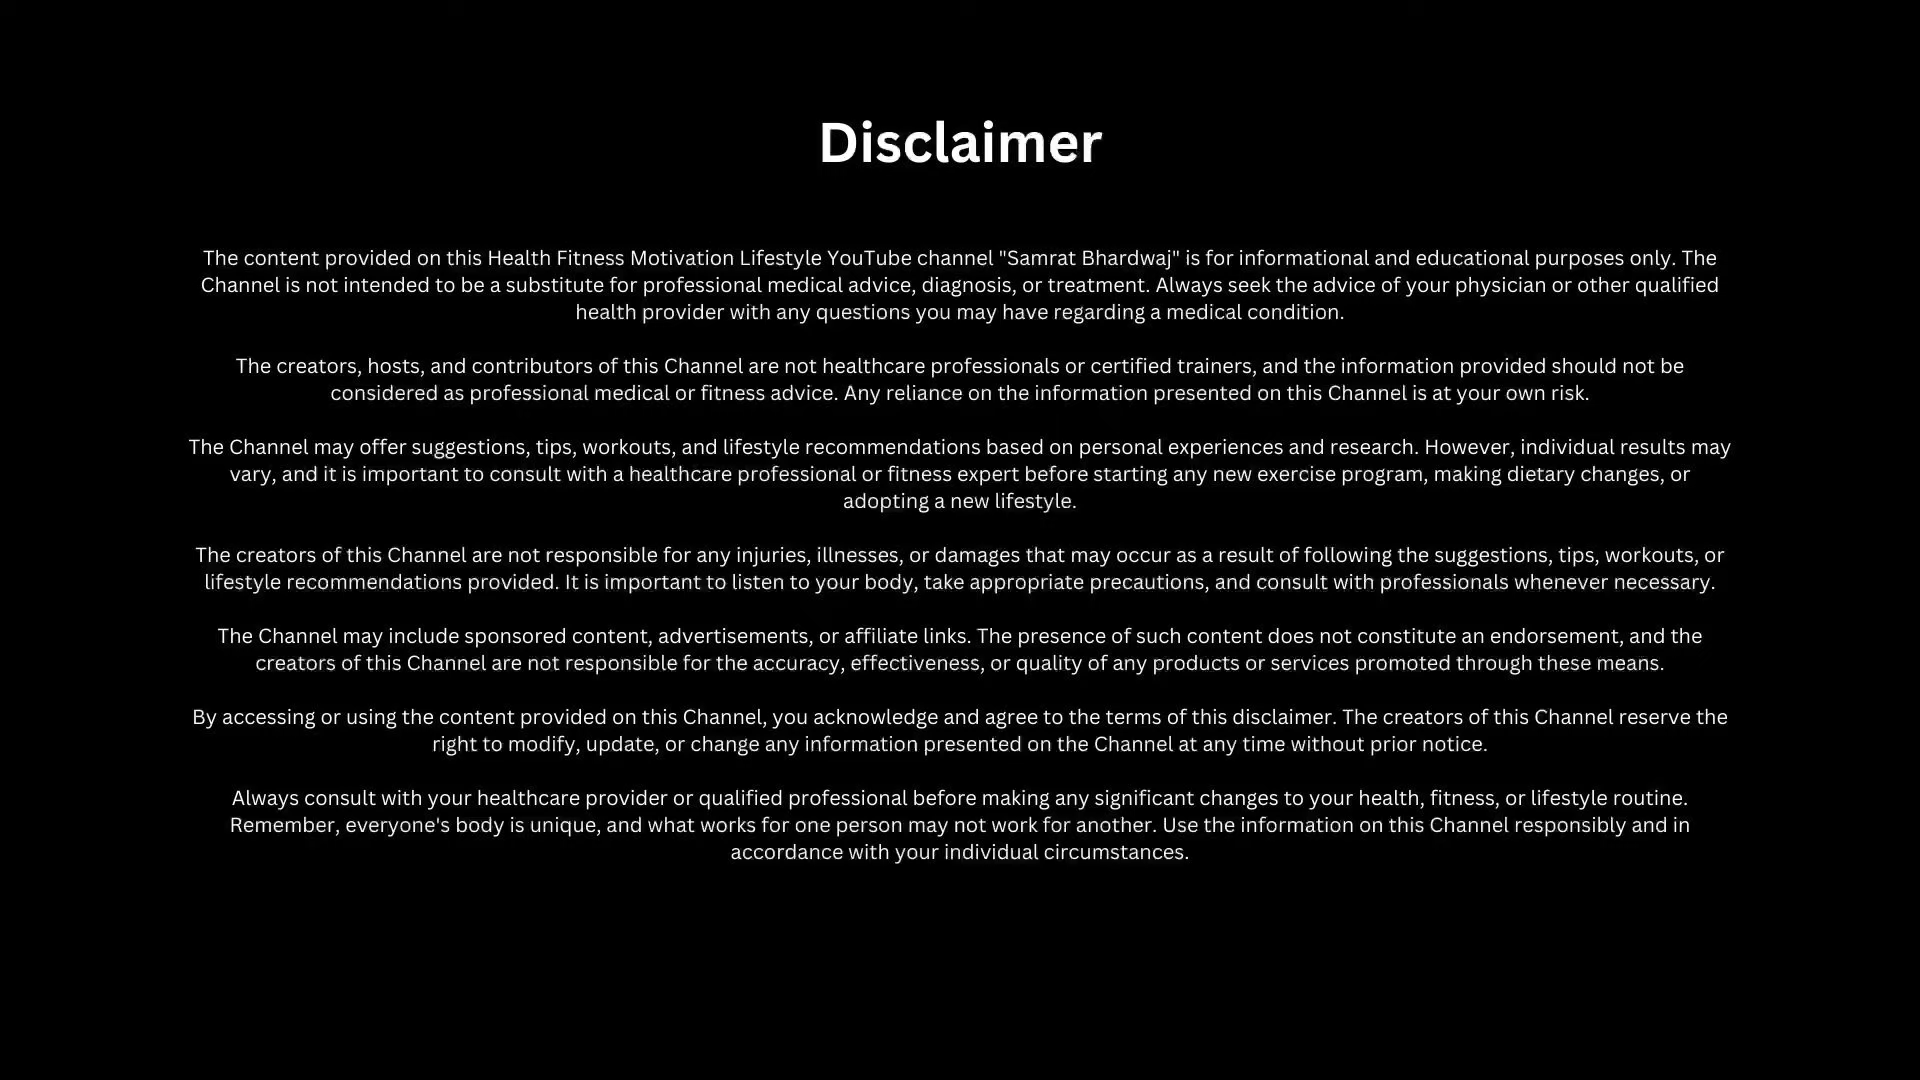 Disclaimer
The content provided on this Health Fitness Motivation Lifestyle YouTube channel "Samrat Bhardwaj" is for informational and educational purposes only. The
Channel is not intended to be a substitute for professional medical advice, diagnosis, or treatment. Always seek the advice of your physician or other qualified
health provider with any questions you may have regarding a medical condition.
The creators, hosts, and contributors of this Channel are not healthcare professionals or certified trainers, and the information provided should not be
considered as professional medical or fitness advice. Any reliance on the information presented on this Channel is at your own risk.
The Channel may offer suggestions, tips, workouts, and lifestyle recommendations based on personal experiences and research. However, individual results may
vary, and it is important to consult with a healthcare professional or fitness expert before starting any new exercise program, making dietary changes, or
adopting a new lifestyle.
The creators of this Channel are not responsible for any injuries, illnesses, or damages that may occur as a result of following the suggestions, tips, workouts, or
lifestyle recommendations provided. It is important to listen to your body, take appropriate precautions, and consult with professionals whenever necessary.
The Channel may include sponsored content, advertisements, or affiliate links. The presence of such content does not constitute an endorsement, and the
creators of this Channel are not responsible for the accuracy, effectiveness, or quality of any products or services promoted through these means.
By accessing or using the content provided on this Channel, you acknowledge and agree to the terms of this disclaimer. The creators of this Channel reserve the
right to modify, update, or change any information presented on the Channel at any time without prior notice.
Always consult with your healthcare provider or qualified professional before making any significant changes to your health, fitness, or lifestyle routine.
Remember, everyone's body is unique, and what works for one person may not work for another. Use the information on this Channel responsibly and in
accordance with your individual circumstances.